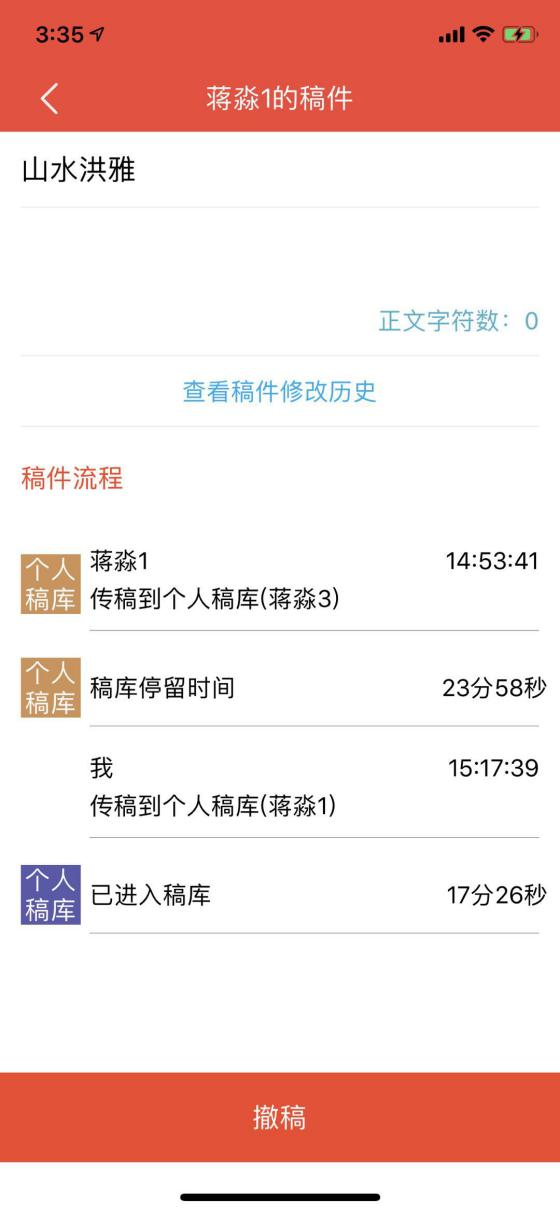 3:35
蒋淼1的稿件
山水洪雅
正文字符数：0
查看稿件修改历史
稿件流程
个人
稿库
蒋淼1 14:53:41
传稿到个人稿库(蒋淼3)
个人
稿库
稿库停留时间 23分58秒
我 15:17:39
传稿到个人稿库(蒋淼1)
个人
稿库
已进入稿库 17分26秒
撤稿